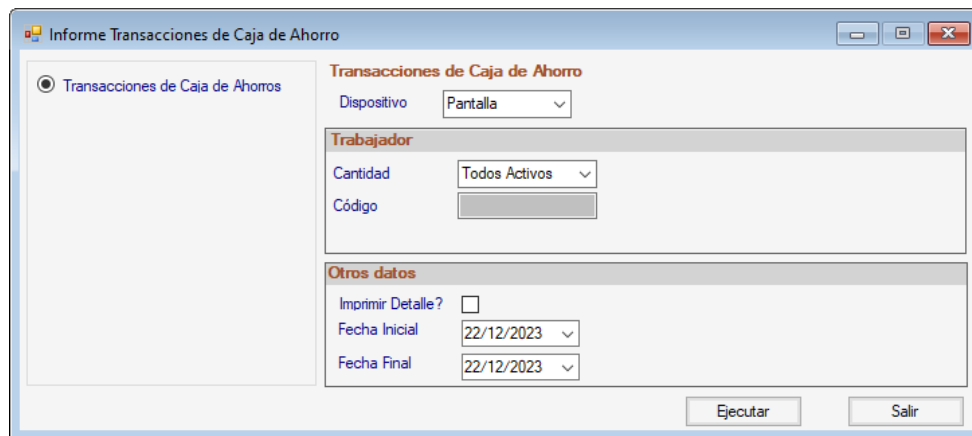 Informe Transacciones de Caja de Ahorro
Transacciones de Caja de Ahorros
Transacciones de Caja de Ahorro
Dispositivo Pantalla
Trabajador
Cantidad Todos Activos
Código
Otros datos
Imprimir Detalle?
Fecha Inicial 22/12/2023
Fecha Final 22/12/2023
Ejecutar Salir